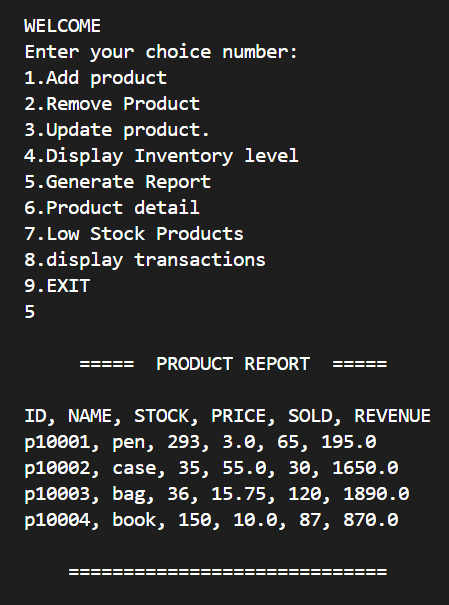 WELCOME
Enter your choice number:
1.Add product
2.Remove Product
3.Update product.
4.Display Inventory level
5.Generate Report
6.Product detail
7.Low Stock Products
8.display transactions
9.EXIT
5
===== PRODUCT REPORT =====
ID, NAME, STOCK, PRICE, SOLD, REVENUE
p10001, pen, 293, 3.0, 65, 195.0
p10002, case, 35, 55.0, 30, 1650.0
p10003, bag, 36, 15.75, 120, 1890.0
p10004, book, 150, 10.0, 87, 870.0
=============================